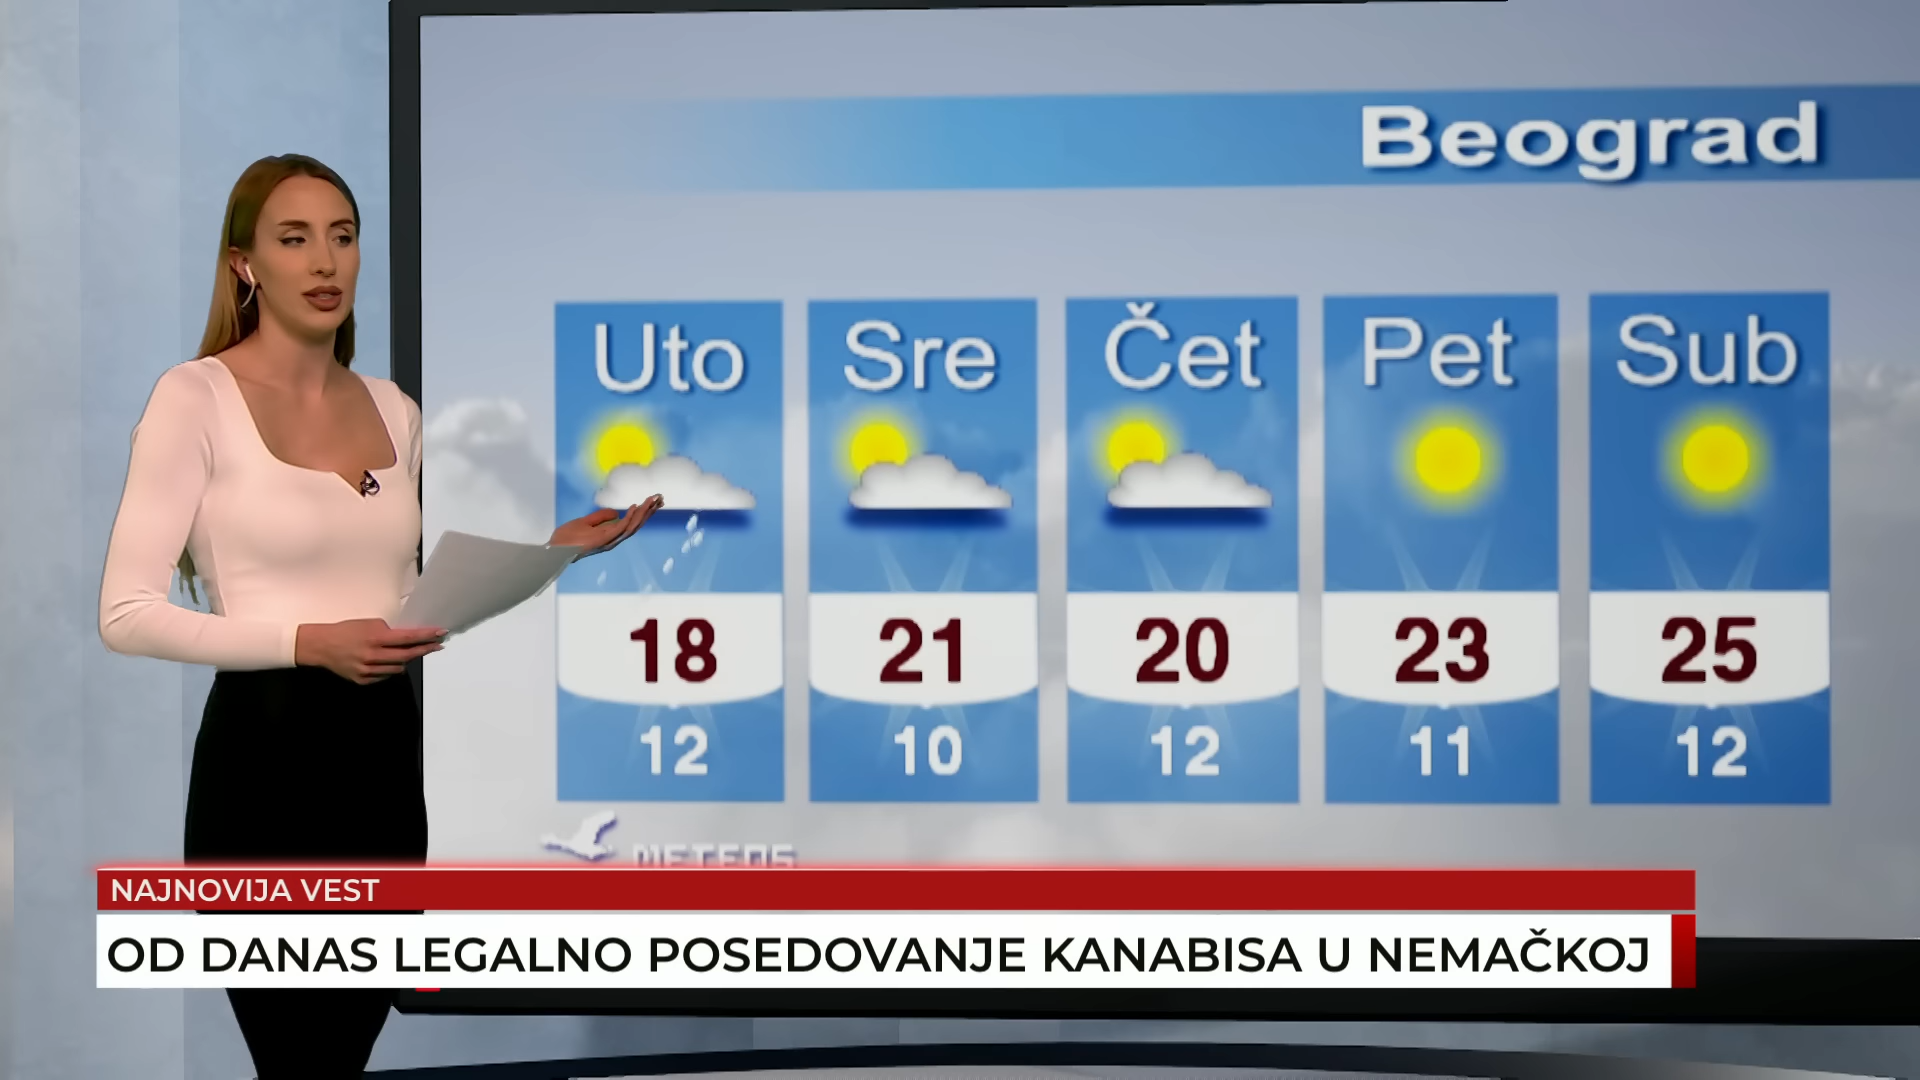 Beograd
Uto Sre Čet Pet Sub
18 21 20 23 25
12 10 12 11 12
METEOS
NAJNOVIJA VEST
OD DANAS LEGALNO POSEDOVANJE KANABISA U NEMAČKOJ